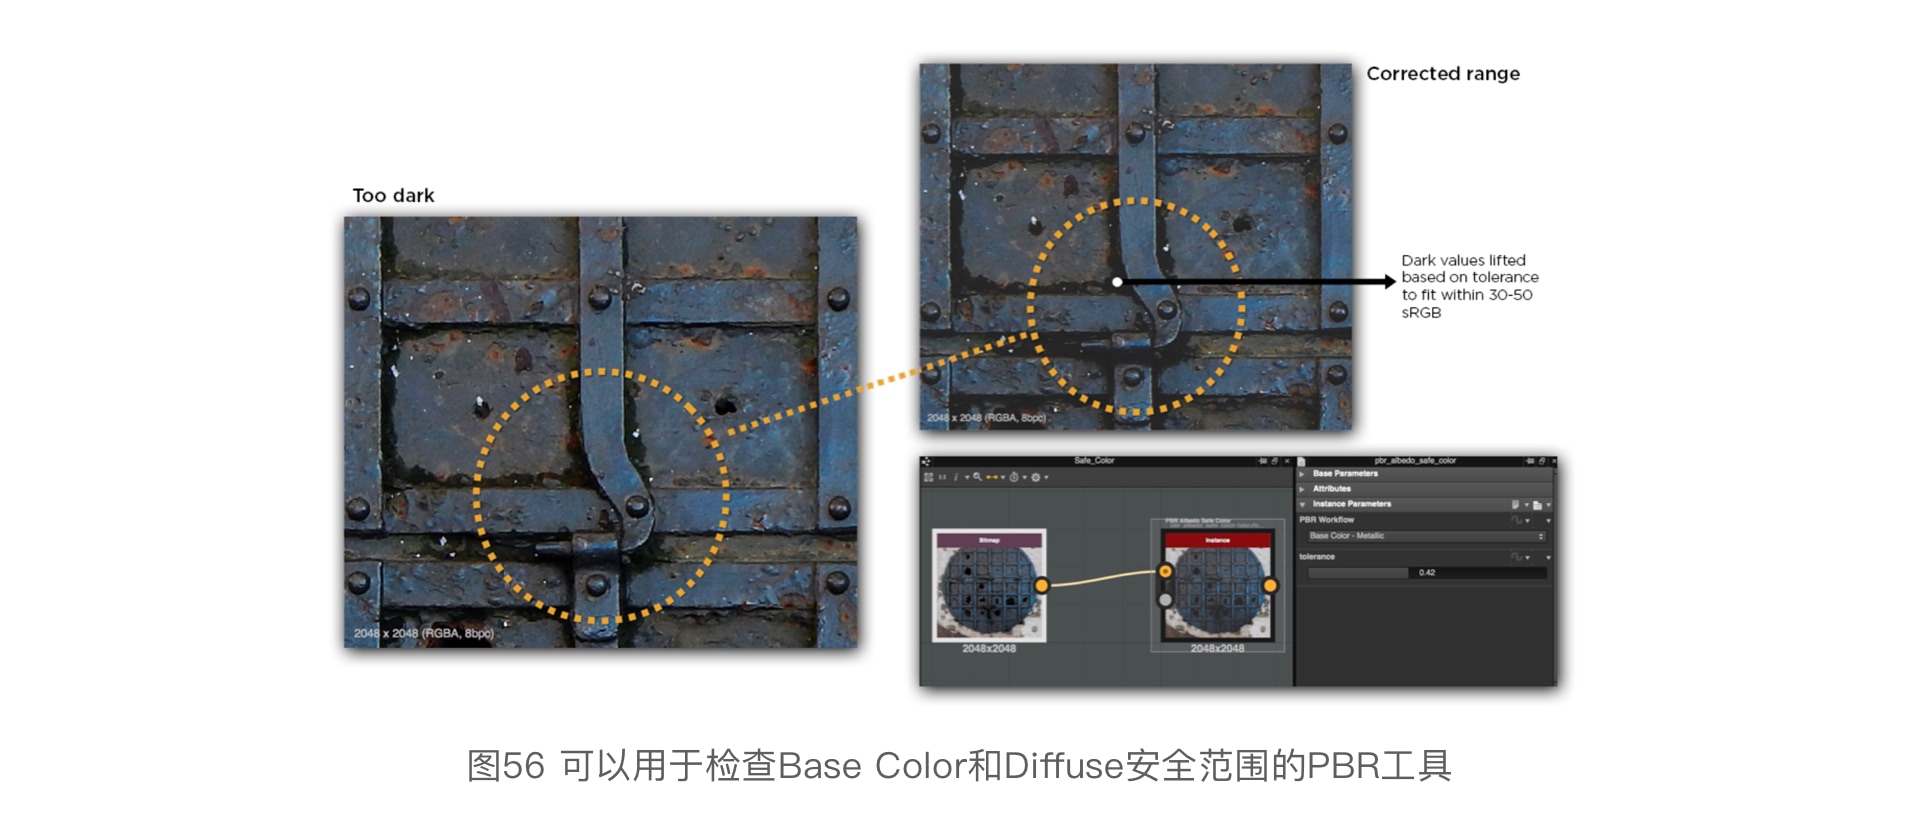 Corrected range
Too dark
Dark values lifted
based on tolerance
to fit within 30-50
sRGB
2048 x 2048 (RGBA, 8bpc)
2048 x 2048 (RGBA, 8bpc)
Safe_Color
pbr_albedo_safe_color
Base Parameters
Attributes
Instance Parameters
PBR Workflow
Base Color - Metallic
tolerance
0.42
PBR Albedo Safe Color
Bitmap
Instance
2048x2048
2048x2048
图56 可以用于检查Base Color和Diffuse安全范围的PBR工具